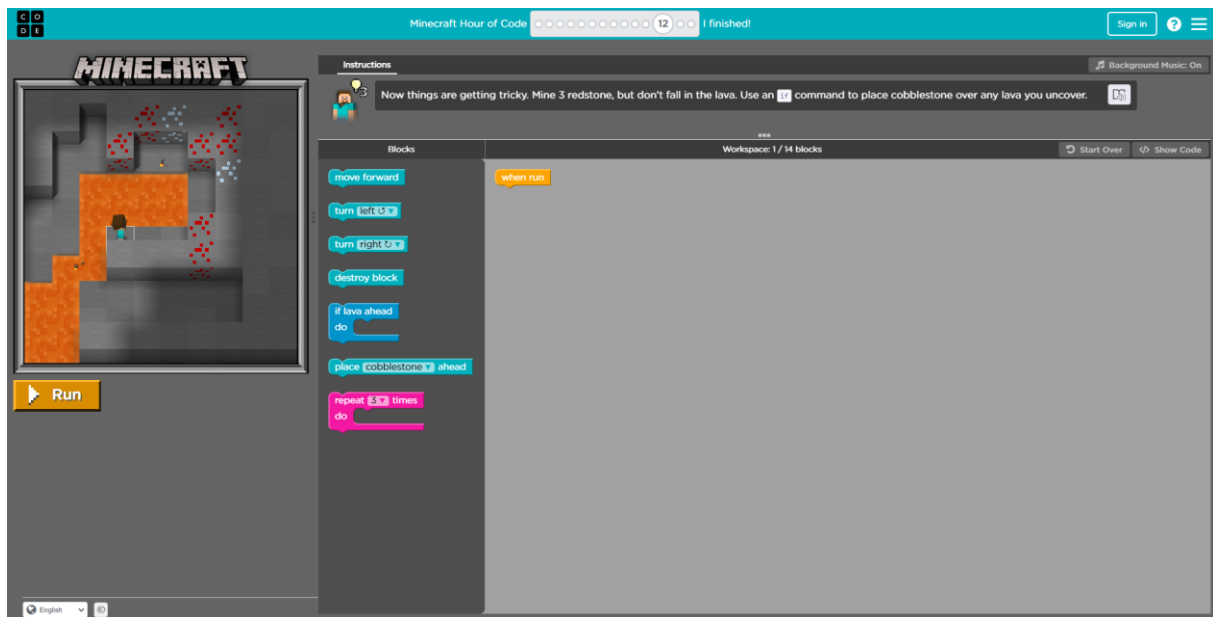 C O
D E
Minecraft Hour of Code
12
I finished!
Sign in
?
MINECRAFT
Instructions
Background Music: On
3
Now things are getting tricky. Mine 3 redstone, but don't fall in the lava. Use an if command to place cobblestone over any lava you uncover.
Blocks
Workspace: 1 / 14 blocks
Start Over
</> Show Code
move forward
when run
turn left ↺ ▼
turn right ↻ ▼
destroy block
if lava ahead
do
place cobblestone ▼ ahead
Run
repeat 3 ▼ times
do
English